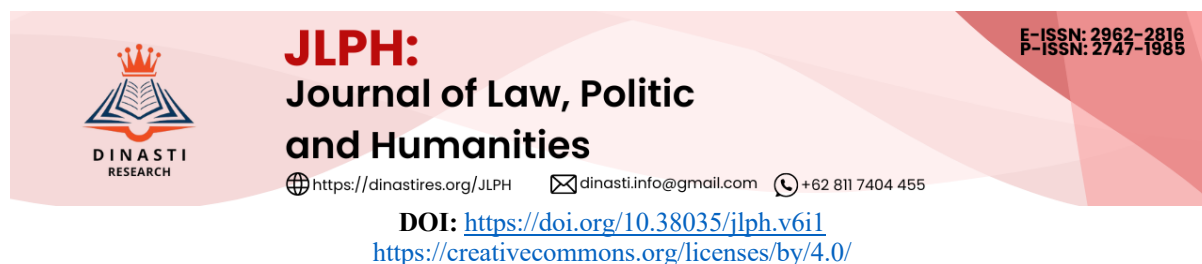 JLPH:
Journal of Law, Politic
and Humanities
E-ISSN: 2962-2816
P-ISSN: 2747-1985
DINASTI
RESEARCH
https://dinastires.org/JLPH dinasti.info@gmail.com +62 811 7404 455
DOI: https://doi.org/10.38035/jlph.v6i1
https://creativecommons.org/licenses/by/4.0/